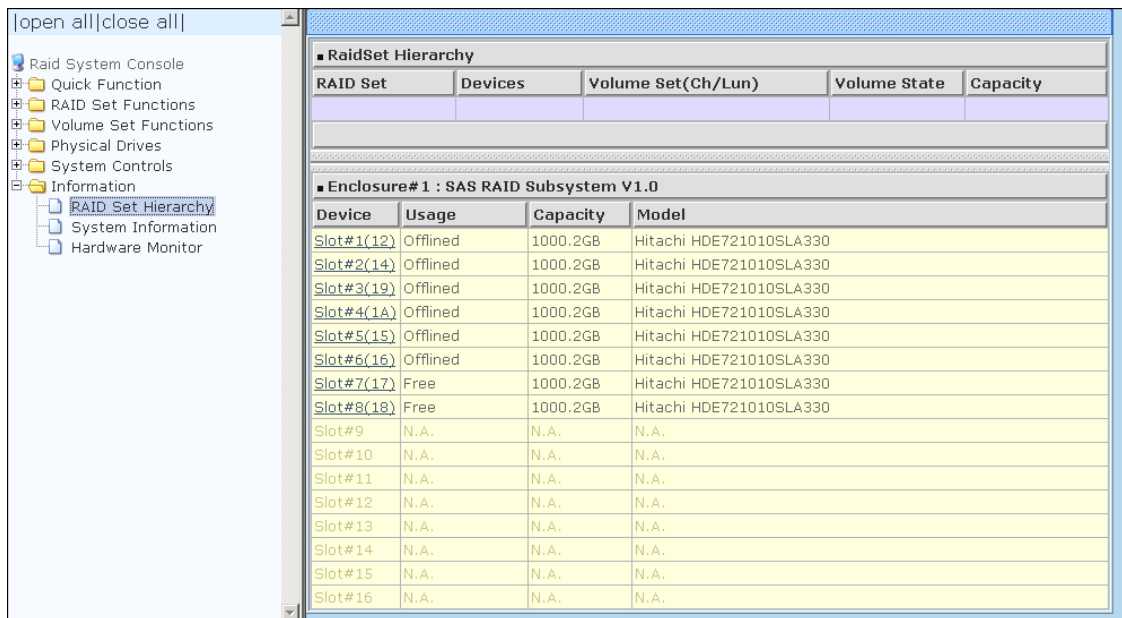 |open all|close all|
Raid System Console
Quick Function
RAID Set Functions
Volume Set Functions
Physical Drives
System Controls
Information
RAID Set Hierarchy
System Information
Hardware Monitor
RaidSet Hierarchy
RAID Set Devices Volume Set(Ch/Lun) Volume State Capacity
Enclosure#1 : SAS RAID Subsystem V1.0
Device Usage Capacity Model
Slot#1(12) Offlined 1000.2GB Hitachi HDE721010SLA330
Slot#2(14) Offlined 1000.2GB Hitachi HDE721010SLA330
Slot#3(19) Offlined 1000.2GB Hitachi HDE721010SLA330
Slot#4(1A) Offlined 1000.2GB Hitachi HDE721010SLA330
Slot#5(15) Offlined 1000.2GB Hitachi HDE721010SLA330
Slot#6(16) Offlined 1000.2GB Hitachi HDE721010SLA330
Slot#7(17) Free 1000.2GB Hitachi HDE721010SLA330
Slot#8(18) Free 1000.2GB Hitachi HDE721010SLA330
Slot#9 N.A. N.A. N.A.
Slot#10 N.A. N.A. N.A.
Slot#11 N.A. N.A. N.A.
Slot#12 N.A. N.A. N.A.
Slot#13 N.A. N.A. N.A.
Slot#14 N.A. N.A. N.A.
Slot#15 N.A. N.A. N.A.
Slot#16 N.A. N.A. N.A.